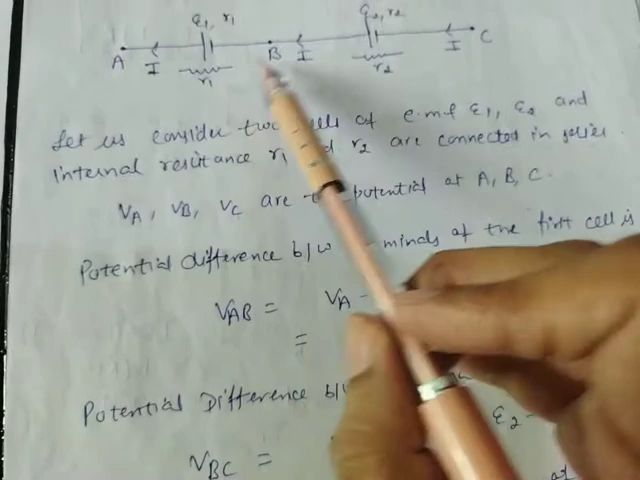 ε1, r1 ε2, r2
A I B I I C
r1 r2
Let us consider two of e.m.f ε1, ε2 and
internal resistance r1 r2 are connected in series.
VA, VB, VC are potential at A, B, C.
Potential difference b/w minals of the first cell is
VAB = VA -
=
Potential Difference b/w
ε2 -
VBC =
at